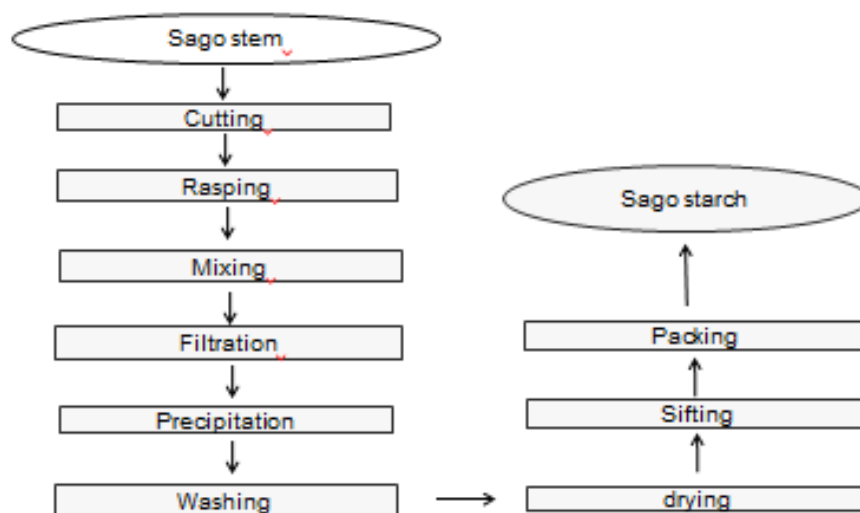 Sago stem
Cutting
Rasping
Mixing
Filtration
Precipitation
Washing
drying
Sifting
Packing
Sago starch